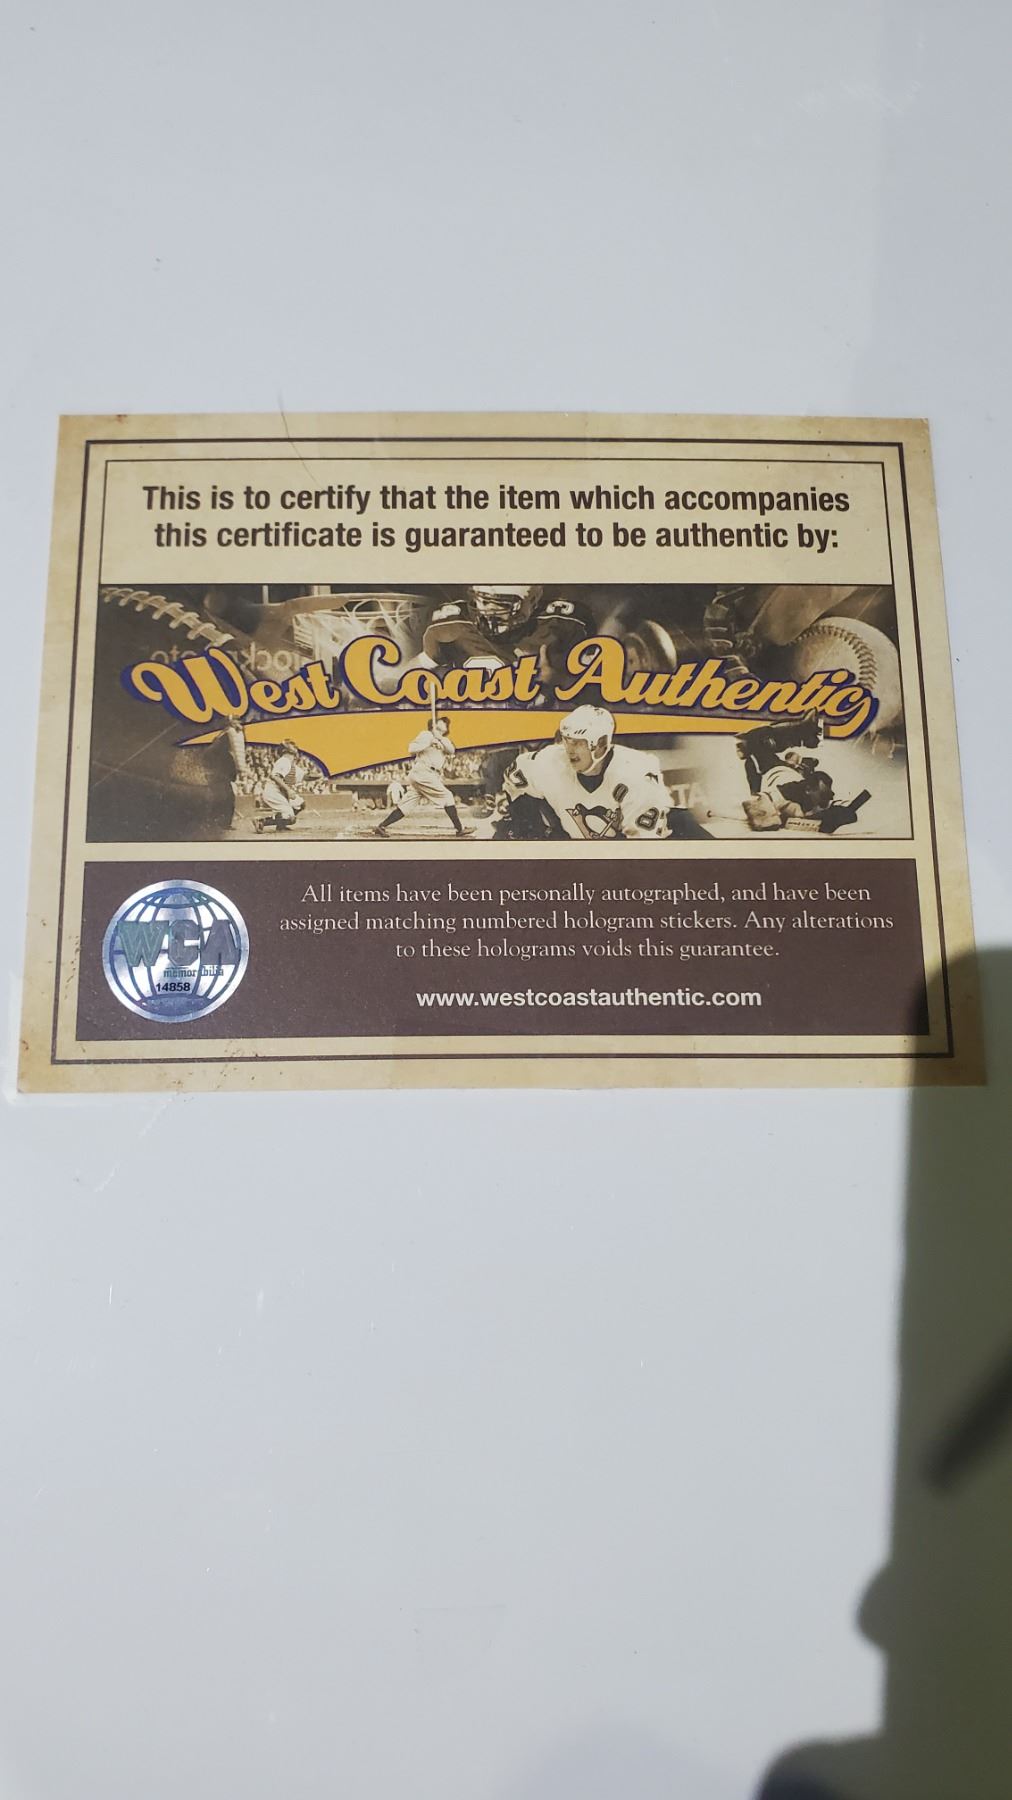 This is to certify that the item which accompanies
this certificate is guaranteed to be authentic by:
West Coast Authentic
87
All items have been personally autographed, and have been
assigned matching numbered hologram stickers. Any alterations
to these holograms voids this guarantee.
WCA
memorabilia
14858
www.westcoastauthentic.com